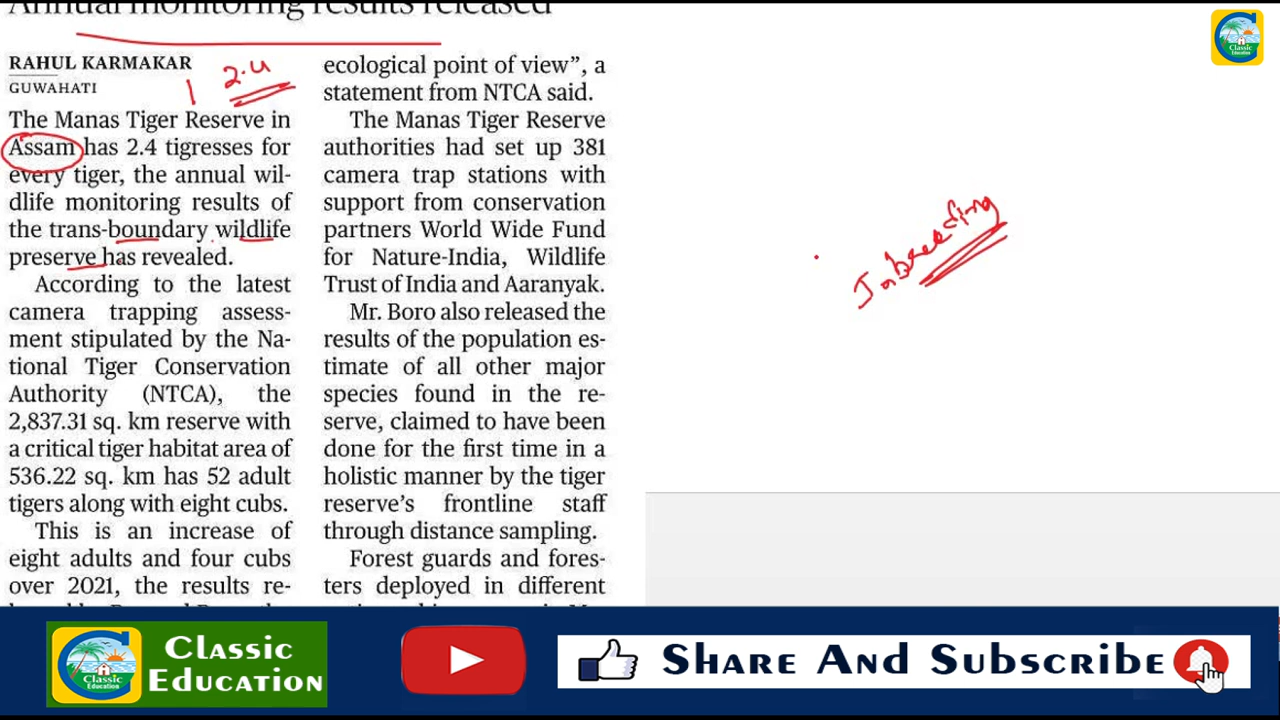 Annual monitoring results released
RAHUL KARMAKAR
GUWAHATI
1 2.4
The Manas Tiger Reserve in
Assam has 2.4 tigresses for
every tiger, the annual wil-
dlife monitoring results of
the trans-boundary wildlife
preserve has revealed.
According to the latest
camera trapping assess-
ment stipulated by the Na-
tional Tiger Conservation
Authority (NTCA), the
2,837.31 sq. km reserve with
a critical tiger habitat area of
536.22 sq. km has 52 adult
tigers along with eight cubs.
This is an increase of
eight adults and four cubs
over 2021, the results re-
ecological point of view”, a
statement from NTCA said.
The Manas Tiger Reserve
authorities had set up 381
camera trap stations with
support from conservation
partners World Wide Fund
for Nature-India, Wildlife
Trust of India and Aaranyak.
Mr. Boro also released the
results of the population es-
timate of all other major
species found in the re-
serve, claimed to have been
done for the first time in a
holistic manner by the tiger
reserve’s frontline staff
through distance sampling.
Forest guards and fores-
ters deployed in different
Inbreeding
Classic
Education
Classic
Education
Classic
Education
Share And Subscribe